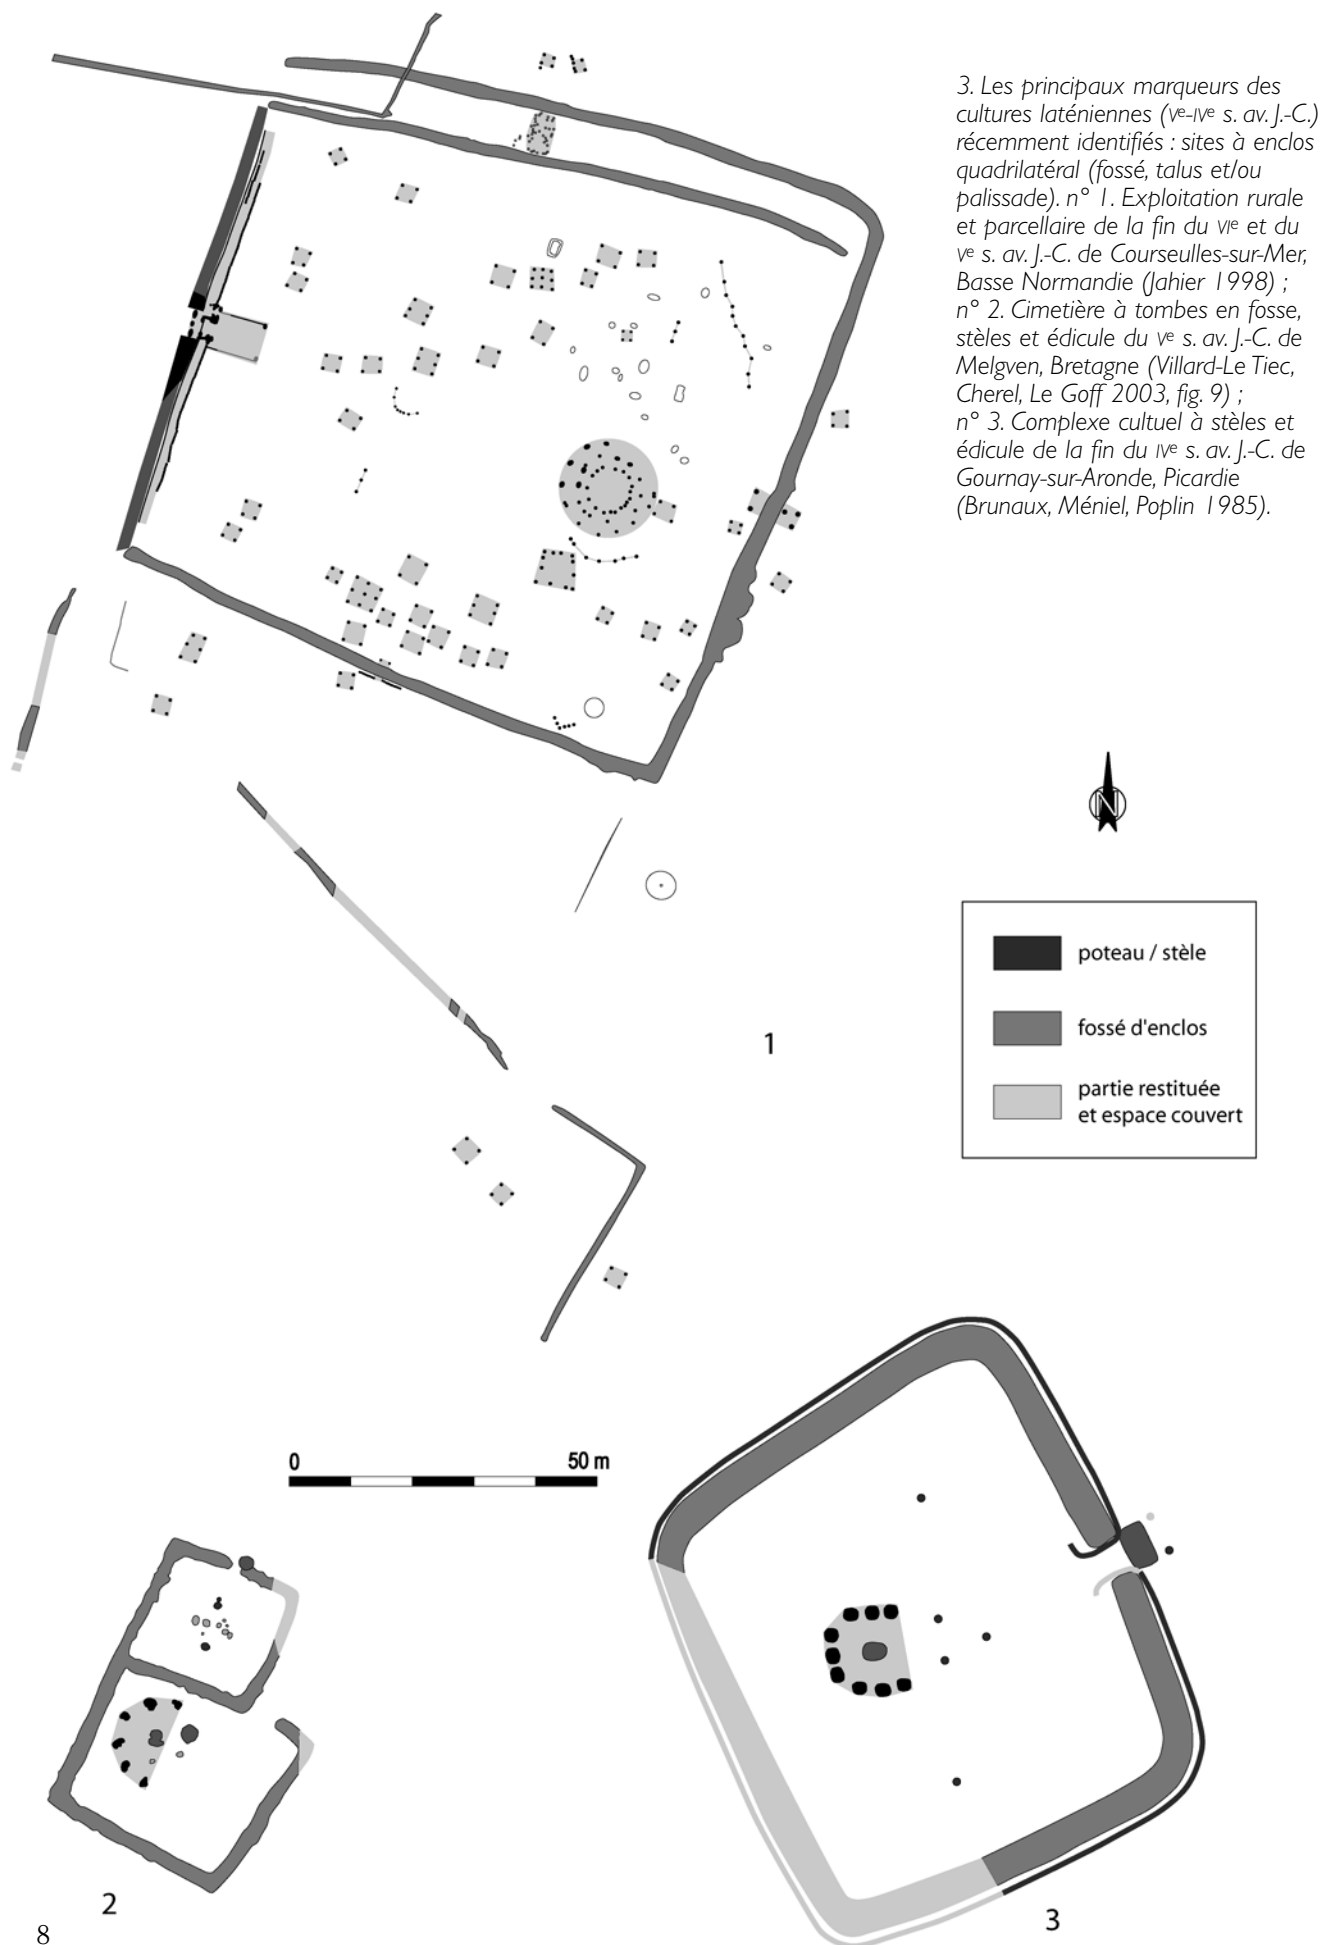 3. Les principaux marqueurs des
cultures laténiennes (Ve-IVe s. av. J.-C.)
récemment identifiés : sites à enclos
quadrilatéral (fossé, talus et/ou
palissade). n° 1. Exploitation rurale
et parcellaire de la fin du VIe et du
Ve s. av. J.-C. de Courseulles-sur-Mer,
Basse Normandie (Jahier 1998) ;
n° 2. Cimetière à tombes en fosse,
stèles et édicule du Ve s. av. J.-C. de
Melgven, Bretagne (Villard-Le Tiec,
Cherel, Le Goff 2003, fig. 9) ;
n° 3. Complexe cultuel à stèles et
édicule de la fin du IVe s. av. J.-C. de
Gournay-sur-Aronde, Picardie
(Brunaux, Méniel, Poplin 1985).
N
poteau / stèle
fossé d'enclos
partie restituée
et espace couvert
1
0 50 m
2
3
8